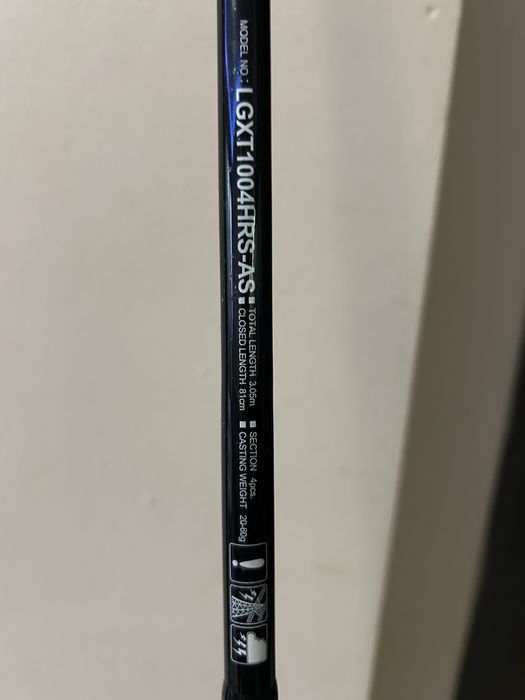 MODEL NO : LGXT1004HRS-AS
■ TOTAL LENGTH 3.05m ■ SECTION 4pcs.
■ CLOSED LENGTH 81cm ■ CASTING WEIGHT 20-60g